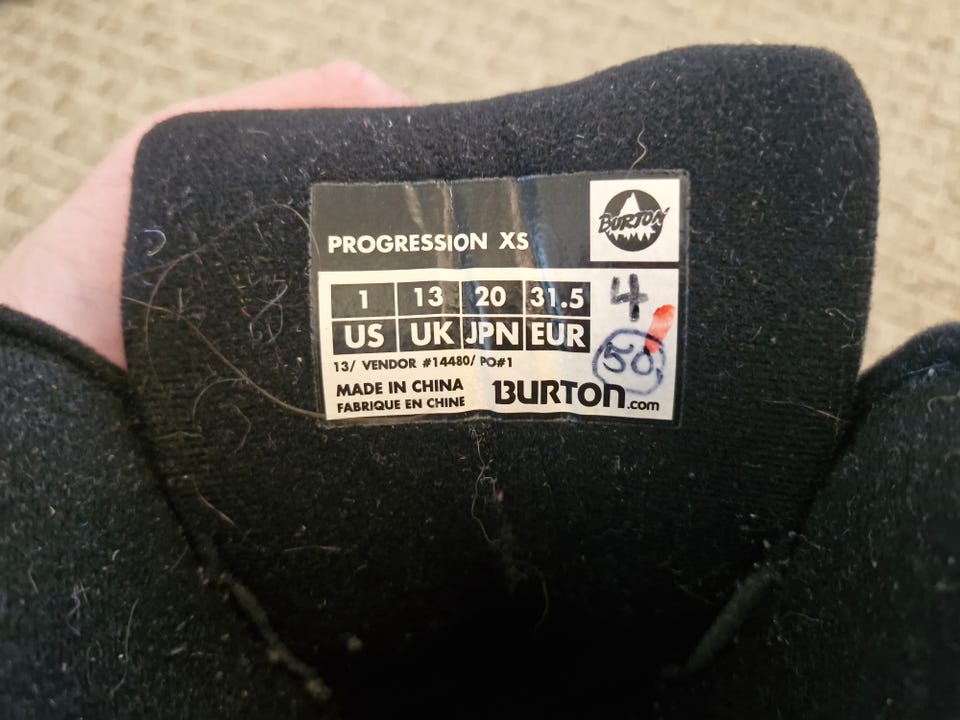 BURTON
PROGRESSION XS
1 13 20 31.5 4
US UK JPN EUR 50
13/ VENDOR #14480/ PO#1
MADE IN CHINA
FABRIQUE EN CHINE
BURTON.com